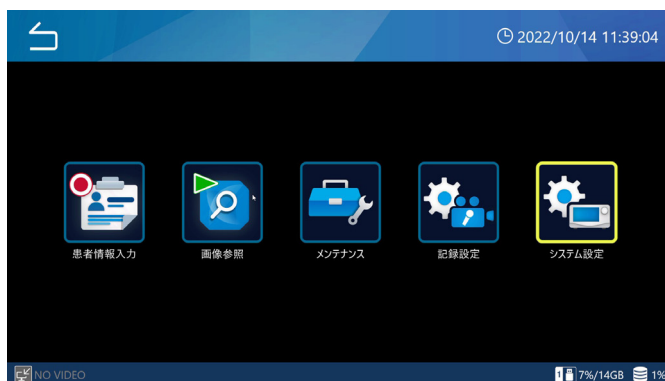 2022/10/14 11:39:04
患者情報入力
画像参照
メンテナンス
記録設定
システム設定
NO VIDEO
1 7%/14GB 1%